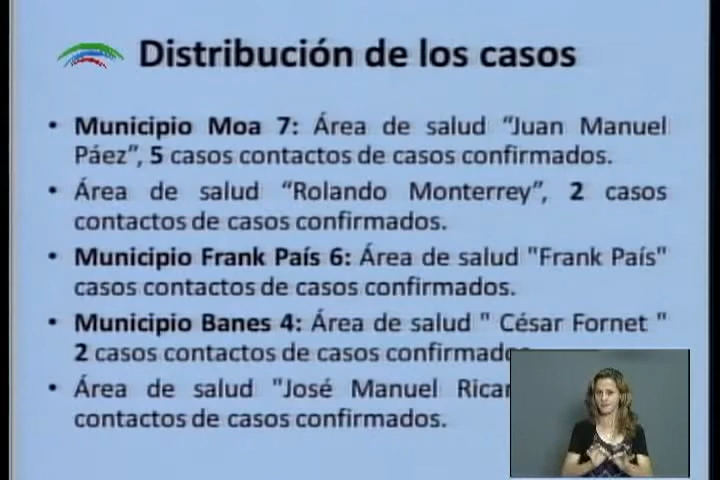 Distribución de los casos
• Municipio Moa 7: Área de salud “Juan Manuel
Páez”, 5 casos contactos de casos confirmados.
• Área de salud “Rolando Monterrey”, 2 casos
contactos de casos confirmados.
• Municipio Frank País 6: Área de salud "Frank País"
casos contactos de casos confirmados.
• Municipio Banes 4: Área de salud " César Fornet "
2 casos contactos de casos
• Área de salud "José Manuel
contactos de casos confirmados.